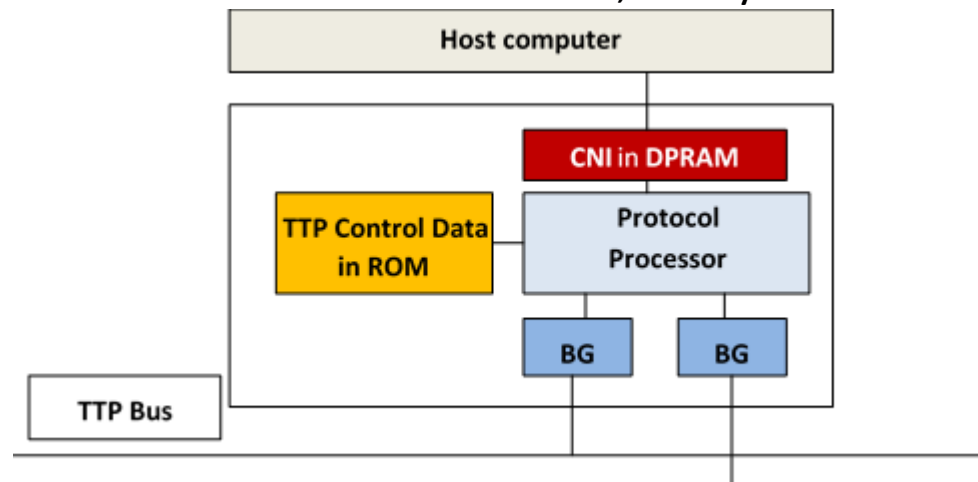 Host computer
CNI in DPRAM
TTP Control Data
in ROM
Protocol
Processor
BG
BG
TTP Bus